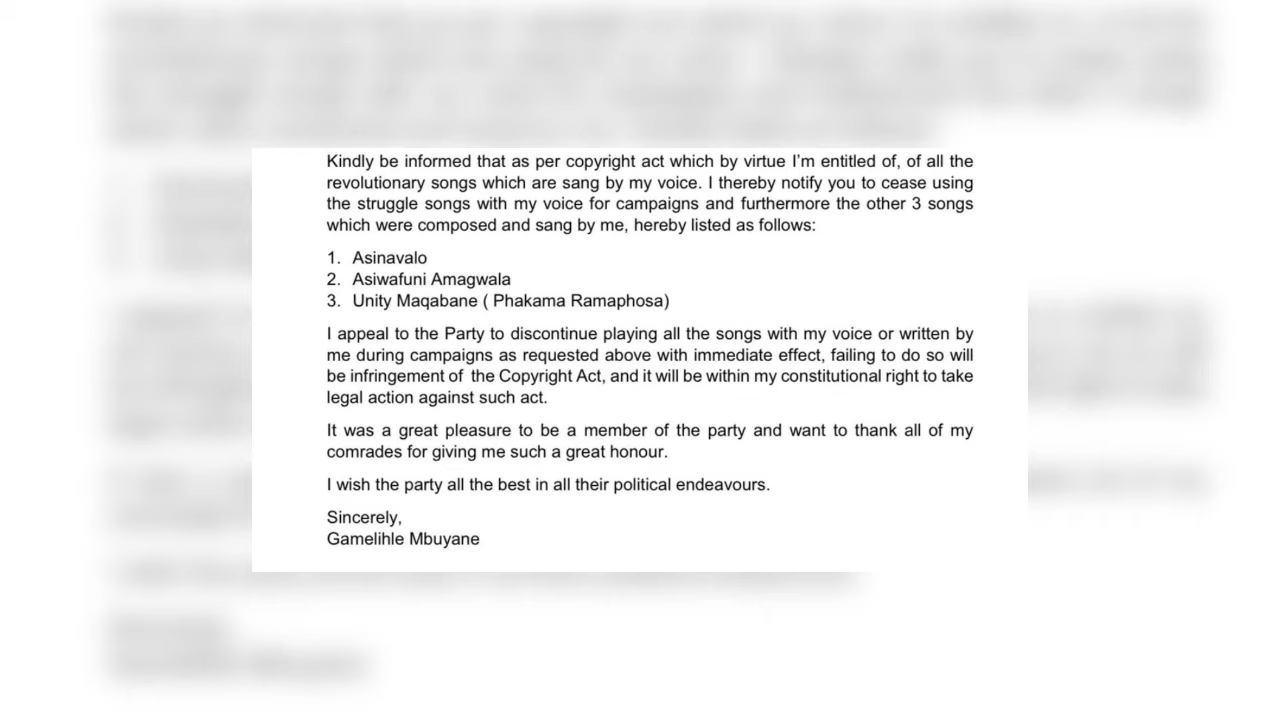 Kindly be informed that as per copyright act which by virtue I'm entitled of, of all the
revolutionary songs which are sang by my voice. I thereby notify you to cease using
the struggle songs with my voice for campaigns and furthermore the other 3 songs
which were composed and sang by me, hereby listed as follows:
1. Asinavalo
2. Asiwafuni Amagwala
3. Unity Maqabane ( Phakama Ramaphosa)
I appeal to the Party to discontinue playing all the songs with my voice or written by
me during campaigns as requested above with immediate effect, failing to do so will
be infringement of the Copyright Act, and it will be within my constitutional right to take
legal action against such act.
It was a great pleasure to be a member of the party and want to thank all of my
comrades for giving me such a great honour.
I wish the party all the best in all their political endeavours.
Sincerely,
Gamelihle Mbuyane